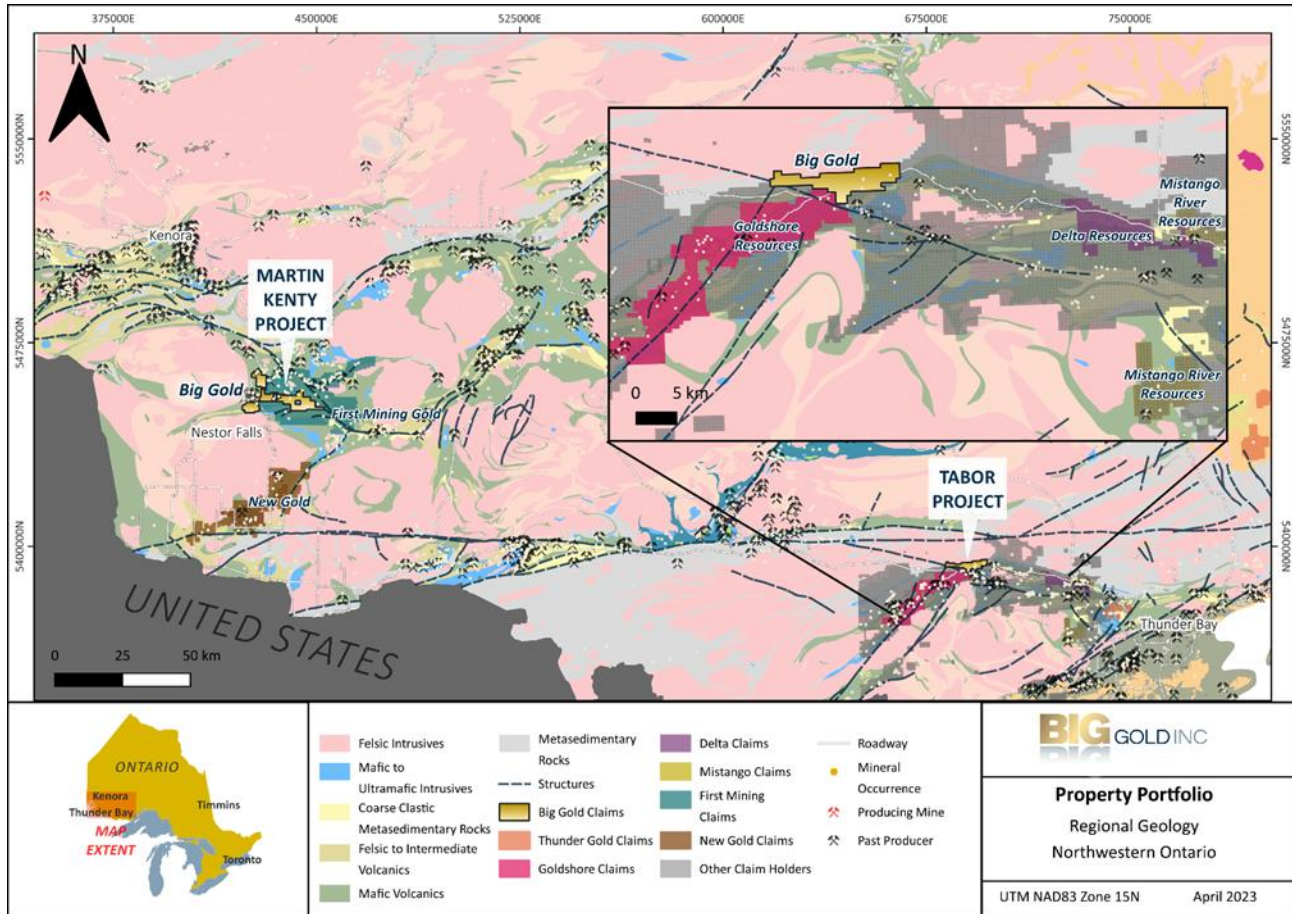 375000E
450000E
525000E
600000E
675000E
750000E
5550000N
5475000N
5400000N
5550000N
5475000N
5400000N
N
Kenora
MARTIN
KENTY
PROJECT
Big Gold
First Mining Gold
Nestor Falls
New Gold
UNITED STATES
0 25 50 km
Big Gold
Goldshore
Resources
Delta Resources
Mistango
River
Resources
Mistango River
Resources
0 5 km
TABOR
PROJECT
Thunder Bay
ONTARIO
Kenora
Thunder Bay
MAP
EXTENT
Timmins
Toronto
Felsic Intrusives
Mafic to
Ultramafic Intrusives
Coarse Clastic
Metasedimentary Rocks
Felsic to Intermediate
Volcanics
Mafic Volcanics
Metasedimentary
Rocks
Structures
Big Gold Claims
Thunder Gold Claims
Goldshore Claims
Delta Claims
Mistango Claims
First Mining
Claims
New Gold Claims
Other Claim Holders
Roadway
Mineral
Occurrence
Producing Mine
Past Producer
BIG GOLD INC
Property Portfolio
Regional Geology
Northwestern Ontario
UTM NAD83 Zone 15N April 2023